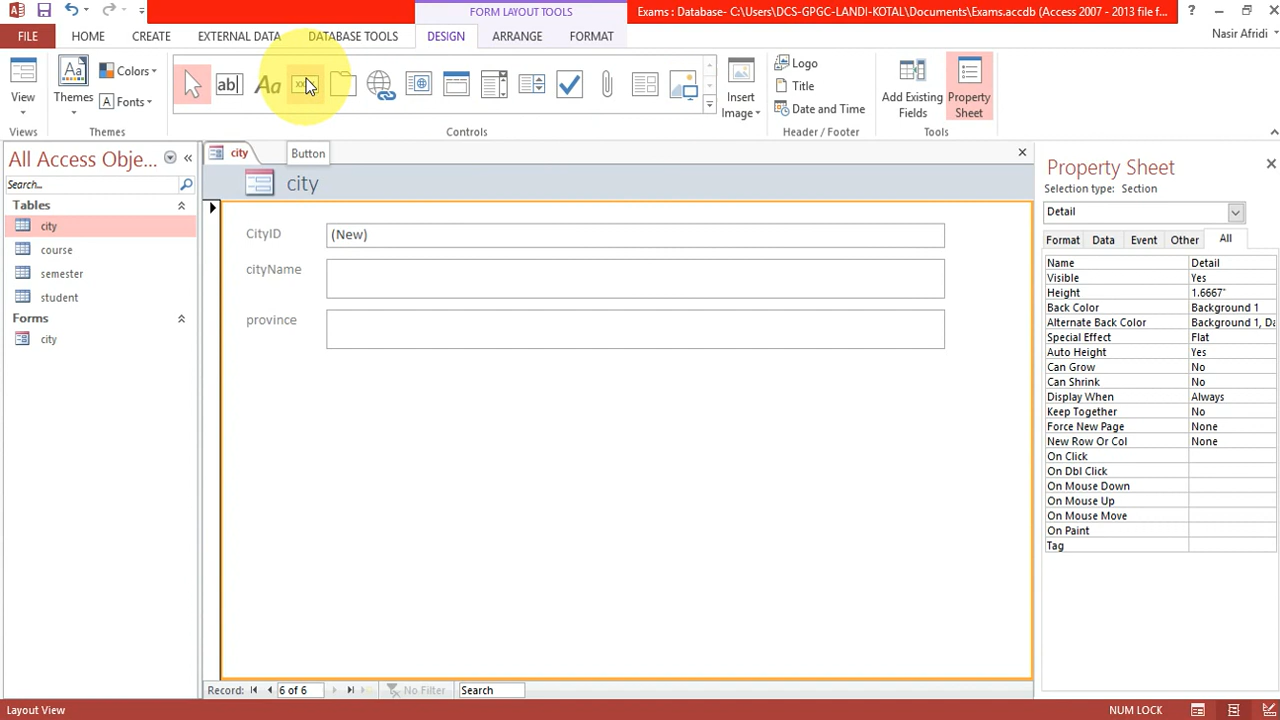 FORM LAYOUT TOOLS
Exams : Database- C:\Users\DCS-GPGC-LANDI-KOTAL\Documents\Exams.accdb (Access 2007 - 2013 file f...
?
FILE
HOME
CREATE
EXTERNAL DATA
DATABASE TOOLS
DESIGN
ARRANGE
FORMAT
Nasir Afridi
View
Views
Aa
Themes
Colors
A Fonts
Themes
ab|
Aa
xxxx
Controls
Insert
Image
Logo
Title
Date and Time
Header / Footer
Add Existing
Fields
Property
Sheet
Tools
All Access Obje...
Search...
Tables
city
course
semester
student
Forms
city
city
Button
city
CityID
(New)
cityName
province
Property Sheet
Selection type: Section
Detail
Format
Data
Event
Other
All
Name Detail
Visible Yes
Height 1.6667"
Back Color Background 1
Alternate Back Color Background 1, Da
Special Effect Flat
Auto Height Yes
Can Grow No
Can Shrink No
Display When Always
Keep Together No
Force New Page None
New Row Or Col None
On Click
On Dbl Click
On Mouse Down
On Mouse Up
On Mouse Move
On Paint
Tag
Record: 6 of 6 No Filter Search
Layout View
NUM LOCK